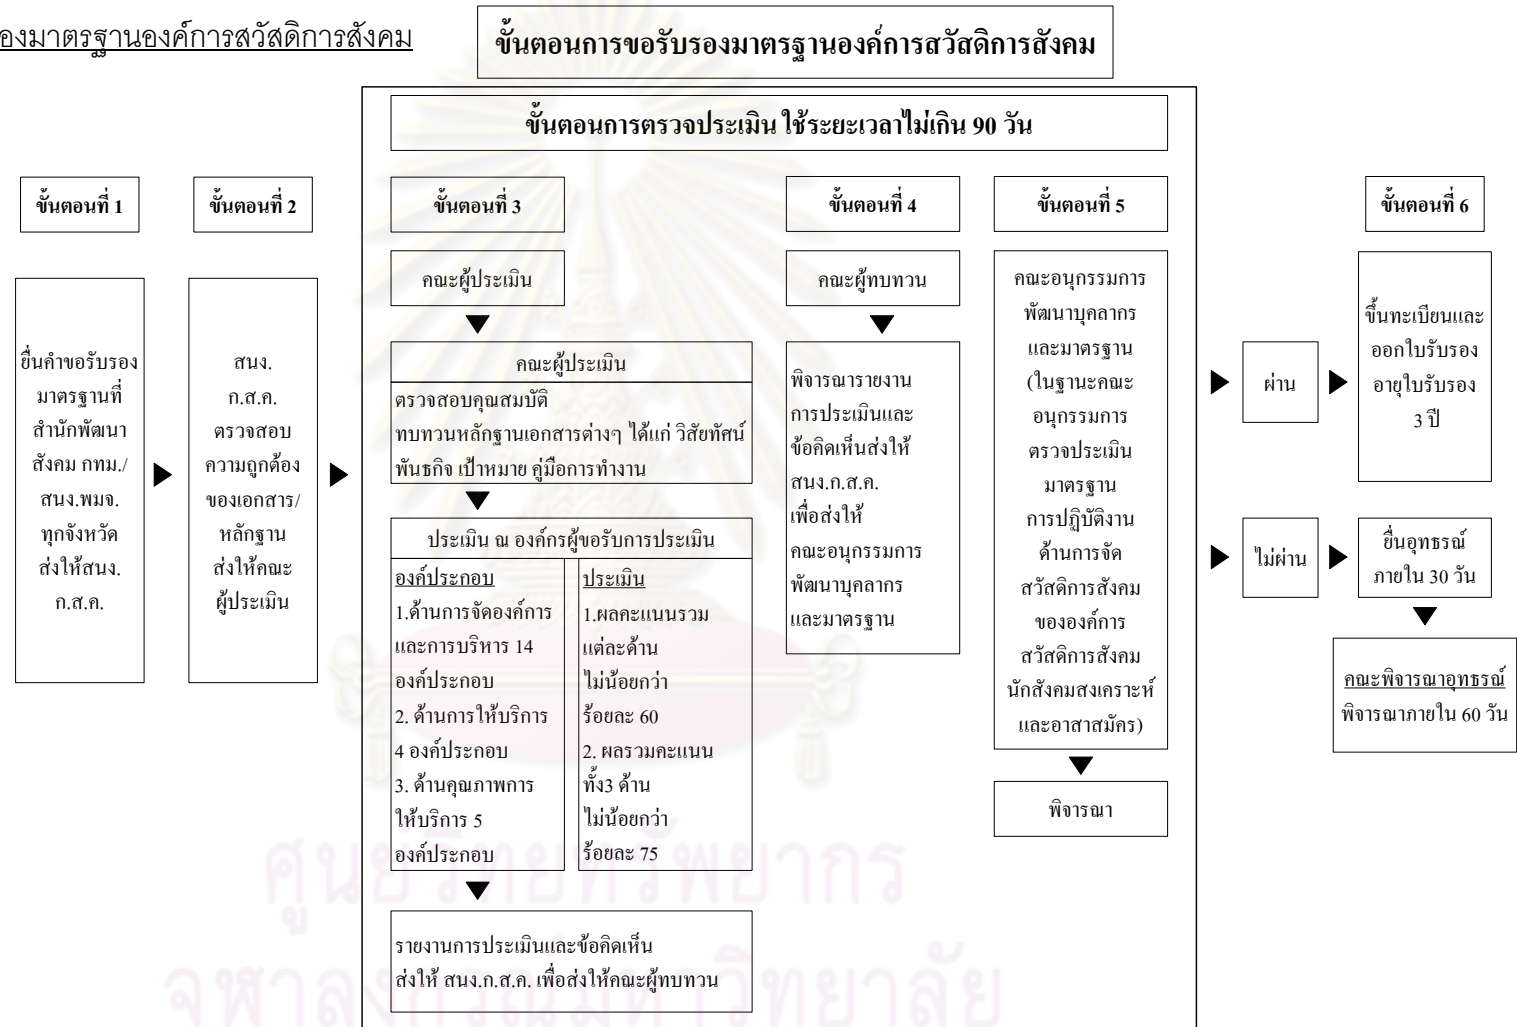 องมาตรฐานองค์การสวัสดิการสังคม
ขั้นตอนการขอรับรองมาตรฐานองค์การสวัสดิการสังคม
ขั้นตอนการตรวจประเมิน ใช้ระยะเวลาไม่เกิน 90 วัน
ขั้นตอนที่ 1
ยื่นคำขอรับรอง
มาตรฐานที่
สำนักพัฒนา
สังคม กทม./
สนง.พมจ.
ทุกจังหวัด
ส่งให้สนง.
ก.ส.ค.
ขั้นตอนที่ 2
สนง.
ก.ส.ค.
ตรวจสอบ
ความถูกต้อง
ของเอกสาร/
หลักฐาน
ส่งให้คณะ
ผู้ประเมิน
ขั้นตอนที่ 3
คณะผู้ประเมิน
คณะผู้ประเมิน
ตรวจสอบคุณสมบัติ
ทบทวนหลักฐานเอกสารต่างๆ ได้แก่ วิสัยทัศน์
พันธกิจ เป้าหมาย คู่มือการทำงาน
ประเมิน ณ องค์กรผู้ขอรับการประเมิน
องค์ประกอบ
1.ด้านการจัดองค์การ
และการบริหาร 14
องค์ประกอบ
2. ด้านการให้บริการ
4 องค์ประกอบ
3. ด้านคุณภาพการ
ให้บริการ 5
องค์ประกอบ
ประเมิน
1.ผลคะแนนรวม
แต่ละด้าน
ไม่น้อยกว่า
ร้อยละ 60
2. ผลรวมคะแนน
ทั้ง3 ด้าน
ไม่น้อยกว่า
ร้อยละ 75
รายงานการประเมินและข้อคิดเห็น
ส่งให้ สนง.ก.ส.ค. เพื่อส่งให้คณะผู้ทบทวน
ขั้นตอนที่ 4
คณะผู้ทบทวน
พิจารณารายงาน
การประเมินและ
ข้อคิดเห็นส่งให้
สนง.ก.ส.ค.
เพื่อส่งให้
คณะอนุกรรมการ
พัฒนาบุคลากร
และมาตรฐาน
ขั้นตอนที่ 5
คณะอนุกรรมการ
พัฒนาบุคลากร
และมาตรฐาน
(ในฐานะคณะ
อนุกรรมการ
ตรวจประเมิน
มาตรฐาน
การปฏิบัติงาน
ด้านการจัด
สวัสดิการสังคม
ขององค์การ
สวัสดิการสังคม
นักสังคมสงเคราะห์
และอาสาสมัคร)
พิจารณา
ผ่าน
ไม่ผ่าน
ขั้นตอนที่ 6
ขึ้นทะเบียนและ
ออกใบรับรอง
อายุใบรับรอง
3 ปี
ยื่นอุทธรณ์
ภายใน 30 วัน
คณะพิจารณาอุทธรณ์
พิจารณาภายใน 60 วัน
ศูนย์วิทยทรัพยากร
จุฬาลงกรณ์มหาวิทยาลัย